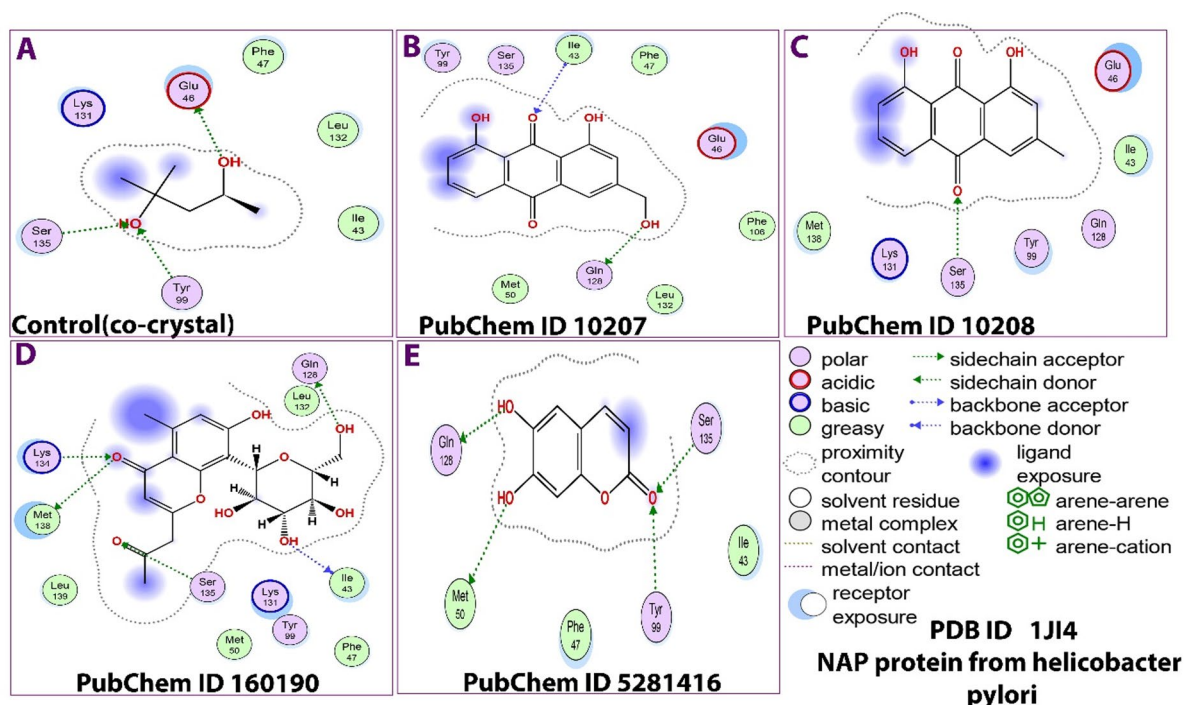 A
Phe
47
Glu
46
Lys
131
Leu
132
OH
Ile
43
HO
Ser
135
Tyr
99
Control(co-crystal)
B
Tyr
99
Ser
135
Ile
43
Phe
47
OH
O
OH
Glu
46
O
OH
Phe
106
Gln
128
Met
50
Leu
132
PubChem ID 10207
C
OH
O
OH
Glu
46
Ile
43
O
Gln
128
Met
138
Lys
131
Tyr
99
Ser
135
PubChem ID 10208
D
Gln
128
Leu
132
OH
OH
Lys
134
O
O
H
H
O
Met
138
HO
H
H
OH
O
OH
Ser
135
Ile
43
Leu
139
Lys
131
Tyr
99
Met
50
Phe
47
PubChem ID 160190
E
Ser
135
HO
Gln
128
HO
O
O
Ile
43
Met
50
Phe
47
Tyr
99
PubChem ID 5281416
polar
acidic
basic
greasy
proximity
contour
solvent residue
metal complex
solvent contact
metal/ion contact
receptor
exposure
sidechain acceptor
sidechain donor
backbone acceptor
backbone donor
ligand
exposure
arene-arene
H arene-H
+ arene-cation
PDB ID 1JI4
NAP protein from helicobacter
pylori